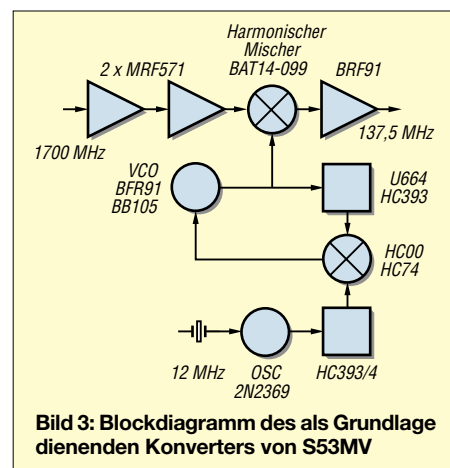 Harmonischer
Mischer
BAT14-099
2 x MRF571
BRF91
1700 MHz
137,5 MHz
VCO
BFR91
BB105
U664
HC393
HC00
HC74
12 MHz
OSC
2N2369
HC393/4
Bild 3: Blockdiagramm des als Grundlage
dienenden Konverters von S53MV